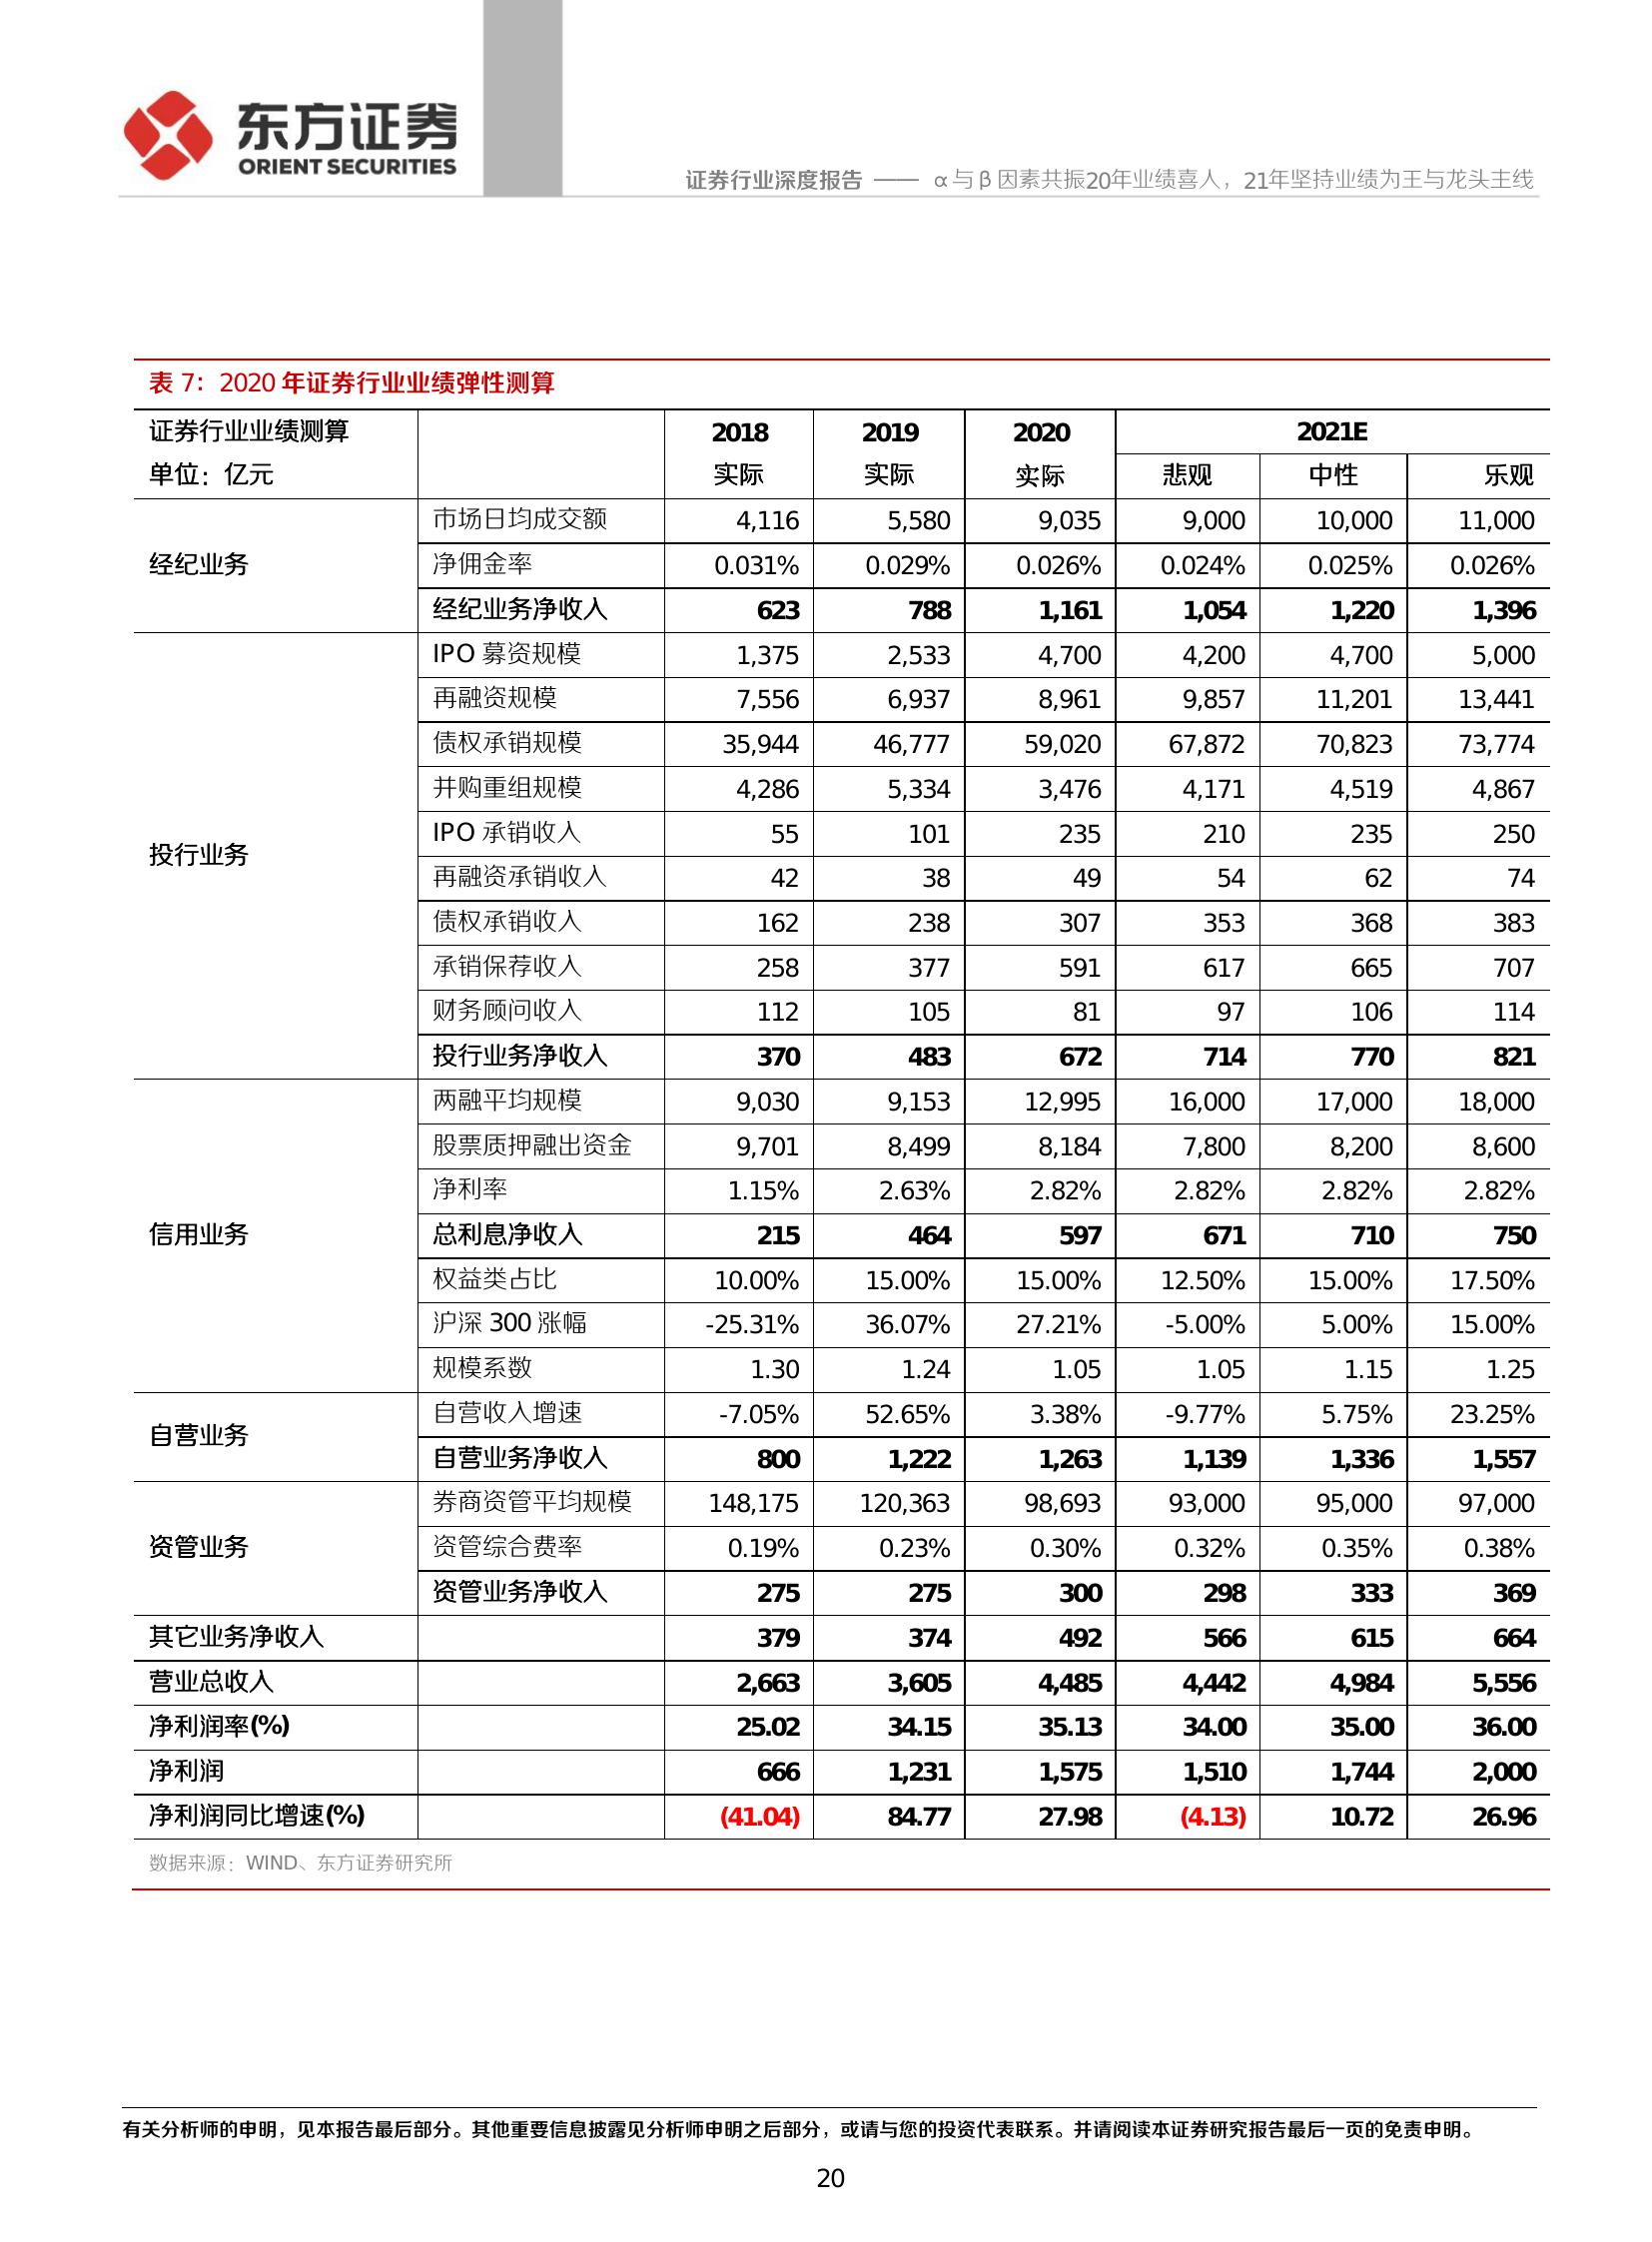 东方证券
ORIENT SECURITIES
证券行业深度报告 —— α与β因素共振20年业绩喜人，21年坚持业绩为王与龙头主线
表 7：2020 年证券行业业绩弹性测算
证券行业业绩测算 2018 2019 2020 2021E
单位：亿元 实际 实际 实际 悲观 中性 乐观
经纪业务
市场日均成交额 4,116 5,580 9,035 9,000 10,000 11,000
净佣金率 0.031% 0.029% 0.026% 0.024% 0.025% 0.026%
经纪业务净收入 623 788 1,161 1,054 1,220 1,396
投行业务
IPO 募资规模 1,375 2,533 4,700 4,200 4,700 5,000
再融资规模 7,556 6,937 8,961 9,857 11,201 13,441
债权承销规模 35,944 46,777 59,020 67,872 70,823 73,774
并购重组规模 4,286 5,334 3,476 4,171 4,519 4,867
IPO 承销收入 55 101 235 210 235 250
再融资承销收入 42 38 49 54 62 74
债权承销收入 162 238 307 353 368 383
承销保荐收入 258 377 591 617 665 707
财务顾问收入 112 105 81 97 106 114
投行业务净收入 370 483 672 714 770 821
信用业务
两融平均规模 9,030 9,153 12,995 16,000 17,000 18,000
股票质押融出资金 9,701 8,499 8,184 7,800 8,200 8,600
净利率 1.15% 2.63% 2.82% 2.82% 2.82% 2.82%
总利息净收入 215 464 597 671 710 750
权益类占比 10.00% 15.00% 15.00% 12.50% 15.00% 17.50%
沪深 300 涨幅 -25.31% 36.07% 27.21% -5.00% 5.00% 15.00%
规模系数 1.30 1.24 1.05 1.05 1.15 1.25
自营业务
自营收入增速 -7.05% 52.65% 3.38% -9.77% 5.75% 23.25%
自营业务净收入 800 1,222 1,263 1,139 1,336 1,557
资管业务
券商资管平均规模 148,175 120,363 98,693 93,000 95,000 97,000
资管综合费率 0.19% 0.23% 0.30% 0.32% 0.35% 0.38%
资管业务净收入 275 275 300 298 333 369
其它业务净收入 379 374 492 566 615 664
营业总收入 2,663 3,605 4,485 4,442 4,984 5,556
净利润率(%) 25.02 34.15 35.13 34.00 35.00 36.00
净利润 666 1,231 1,575 1,510 1,744 2,000
净利润同比增速(%) (41.04) 84.77 27.98 (4.13) 10.72 26.96
数据来源：WIND、东方证券研究所
有关分析师的申明，见本报告最后部分。其他重要信息披露见分析师申明之后部分，或请与您的投资代表联系。并请阅读本证券研究报告最后一页的免责申明。
20